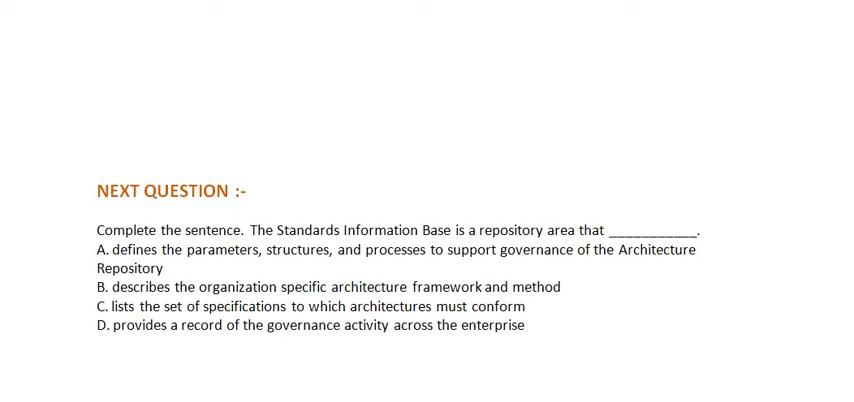 NEXT QUESTION :-
Complete the sentence. The Standards Information Base is a repository area that ___________.
A. defines the parameters, structures, and processes to support governance of the Architecture
Repository
B. describes the organization specific architecture framework and method
C. lists the set of specifications to which architectures must conform
D. provides a record of the governance activity across the enterprise